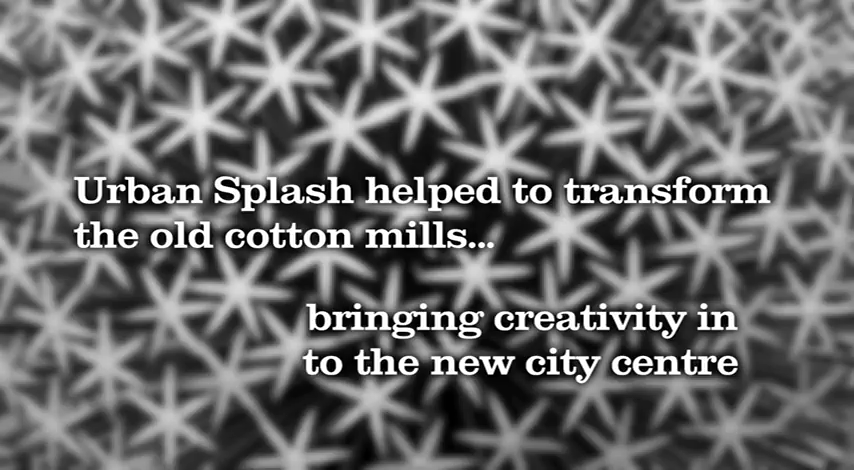 Urban Splash helped to transform
the old cotton mills...
bringing creativity in
to the new city centre